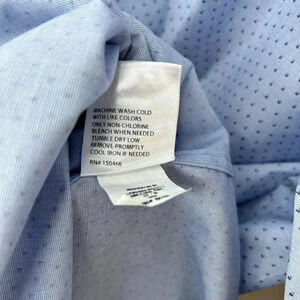 MACHINE WASH COLD
WITH LIKE COLORS
ONLY NON-CHLORINE
BLEACH WHEN NEEDED
TUMBLE DRY LOW
REMOVE PROMPTLY
COOL IRON IF NEEDED
RN# 150466